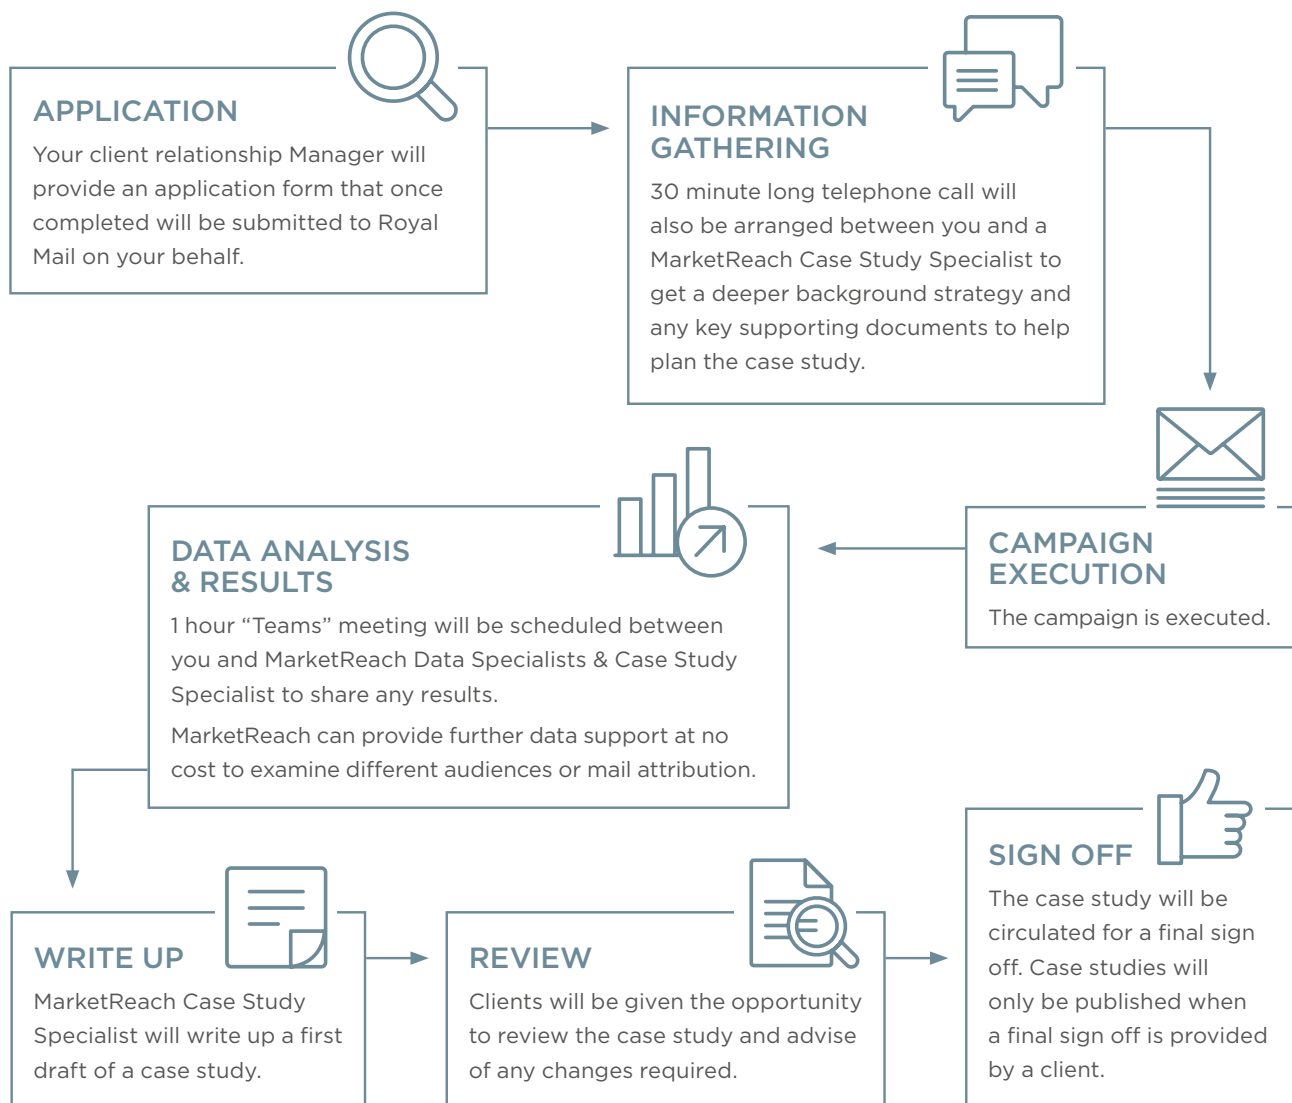 APPLICATION
Your client relationship Manager will
provide an application form that once
completed will be submitted to Royal
Mail on your behalf.
INFORMATION
GATHERING
30 minute long telephone call will
also be arranged between you and a
MarketReach Case Study Specialist to
get a deeper background strategy and
any key supporting documents to help
plan the case study.
CAMPAIGN
EXECUTION
The campaign is executed.
DATA ANALYSIS
& RESULTS
1 hour “Teams” meeting will be scheduled between
you and MarketReach Data Specialists & Case Study
Specialist to share any results.
MarketReach can provide further data support at no
cost to examine different audiences or mail attribution.
WRITE UP
MarketReach Case Study
Specialist will write up a first
draft of a case study.
REVIEW
Clients will be given the opportunity
to review the case study and advise
of any changes required.
SIGN OFF
The case study will be
circulated for a final sign
off. Case studies will
only be published when
a final sign off is provided
by a client.